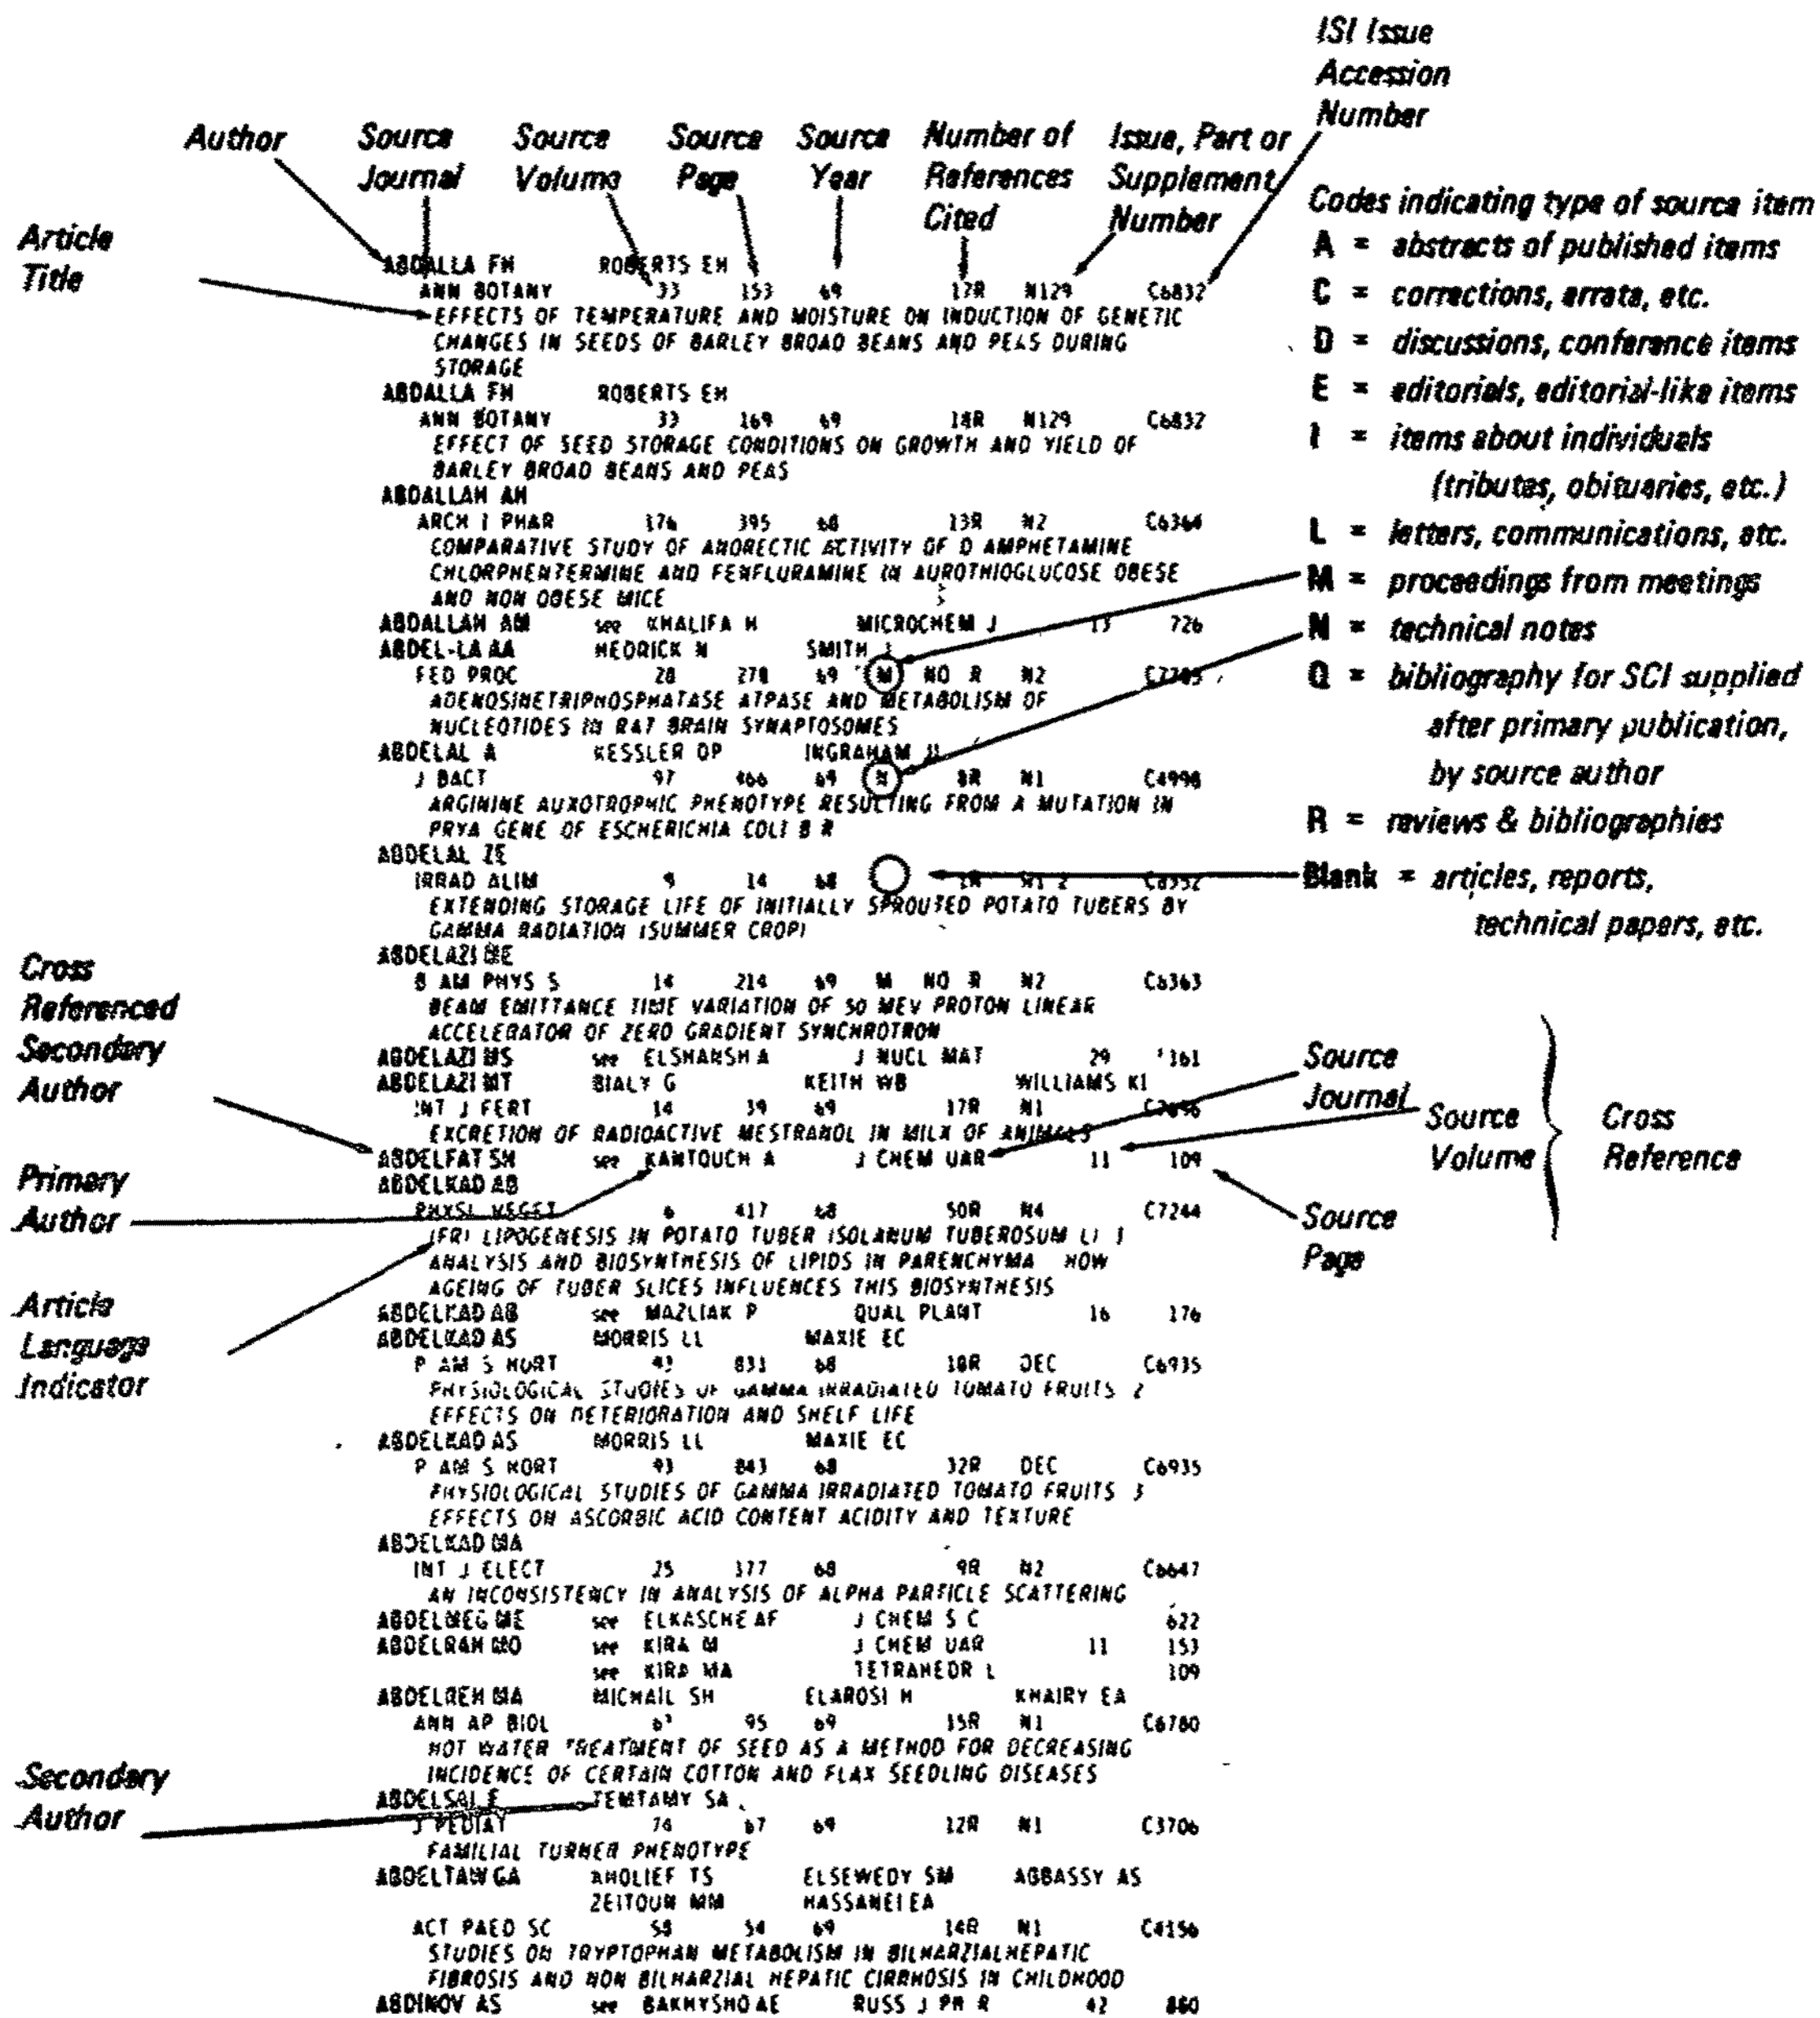 ISI Issue
Accession
Number
Author
Source
Journal
Source
Volume
Source
Page
Source
Year
Number of
References
Cited
Issue, Part or
Supplement
Number
Article
Title
Codes indicating type of source item
A = abstracts of published items
C = corrections, errata, etc.
D = discussions, conference items
E = editorials, editorial-like items
I = items about individuals
(tributes, obituaries, etc.)
L = letters, communications, etc.
M = proceedings from meetings
N = technical notes
Q = bibliography for SCI supplied
after primary publication,
by source author
R = reviews & bibliographies
Blank = articles, reports,
technical papers, etc.
ABDALLA FH ROBERTS EH
ANN BOTANY 33 153 69 17R N129 C6832
EFFECTS OF TEMPERATURE AND MOISTURE ON INDUCTION OF GENETIC
CHANGES IN SEEDS OF BARLEY BROAD BEANS AND PEAS DURING
STORAGE
ABDALLA FH ROBERTS EH
ANN BOTANY 33 169 69 18R N129 C6832
EFFECT OF SEED STORAGE CONDITIONS ON GROWTH AND YIELD OF
BARLEY BROAD BEANS AND PEAS
ABDALLAH AH
ARCH I PHAR 176 395 68 13R N2 C6364
COMPARATIVE STUDY OF ANORECTIC ACTIVITY OF D AMPHETAMINE
CHLORPHENTERMINE AND FENFLURAMINE IN AUROTHIOGLUCOSE OBESE
AND NON OBESE MICE
ABDALLAH AM see KHALIFA H MICROCHEM J 13 726
ABDEL-LA AA HEDRICK N SMITH J
FED PROC 28 278 69 M NO R N2
ADENOSINETRIPHOSPHATASE ATPASE AND METABOLISM OF
NUCLEOTIDES IN RAT BRAIN SYNAPTOSOMES
ABDELAL A KESSLER DP INGRAHAM
J BACT 97 466 69 N 8R N1 C4998
ARGININE AUXOTROPHIC PHENOTYPE RESULTING FROM A MUTATION IN
PRYA GENE OF ESCHERICHIA COLI B R
ABDELAL ZE
IRRAD ALIM 9 14 68
EXTENDING STORAGE LIFE OF INITIALLY SPROUTED POTATO TUBERS BY
GAMMA RADIATION (SUMMER CROP)
ABDELAZI ME
B AM PHYS S 14 214 69 M NO R N2 C6363
BEAM EMITTANCE TIME VARIATION OF 50 MEV PROTON LINEAR
ACCELERATOR OF ZERO GRADIENT SYNCHROTRON
ABDELAZI MS see ELSHANSH A J NUCL MAT 29 361
ABDELAZI MT BIALY G KEITH WB WILLIAMS KI
INT J FERT 14 39 69 17R N1
EXCRETION OF RADIOACTIVE MESTRANOL IN MILK OF ANIMALS
ABDELFAT SH see KANTOUCH A J CHEM UAR 11 109
ABDELKAD AB
PHYSL VEGET 6 417 68 50R N4 C7244
(FR) LIPOGENESIS IN POTATO TUBER (SOLANUM TUBEROSUM L) 1
ANALYSIS AND BIOSYNTHESIS OF LIPIDS IN PARENCHYMA HOW
AGEING OF TUBER SLICES INFLUENCES THIS BIOSYNTHESIS
ABDELKAD AB see MAZLIAK P QUAL PLANT 16 176
ABDELKAD AS MORRIS LL MAXIE EC
P AM S HORT 831 68 18R DEC C6935
PHYSIOLOGICAL STUDIES OF GAMMA IRRADIATED TOMATO FRUITS 2
EFFECTS ON DETERIORATION AND SHELF LIFE
ABDELKAD AS MORRIS LL MAXIE EC
P AM S HORT 93 843 68 32R DEC C6935
PHYSIOLOGICAL STUDIES OF GAMMA IRRADIATED TOMATO FRUITS 3
EFFECTS ON ASCORBIC ACID CONTENT ACIDITY AND TEXTURE
ABDELKAD MA
INT J ELECT 25 377 68 9R N2 C6647
AN INCONSISTENCY IN ANALYSIS OF ALPHA PARTICLE SCATTERING
ABDELMEG ME see ELKASCHE AF J CHEM S C 622
ABDELRAH MO see KIRA M J CHEM UAR 11 153
see KIRA MA TETRAHEDR L 109
ABDELREH MA MICHAIL SH ELAROSI H KHAIRY EA
ANN AP BIOL 63 95 69 15R N1 C6780
HOT WATER TREATMENT OF SEED AS A METHOD FOR DECREASING
INCIDENCE OF CERTAIN COTTON AND FLAX SEEDLING DISEASES
ABDELSAL E TEMTAMY SA
J PEDIAT 74 67 69 12R N1 C3706
FAMILIAL TURNER PHENOTYPE
ABDELTAW GA AHOLIEF TS ELSEWEDY SM AGBASSY AS
ZEITOUN MM HASSANEI EA
ACT PAED SC 58 54 69 14R N1 C4156
STUDIES ON TRYPTOPHAN METABOLISM IN BILHARZIALHEPATIC
FIBROSIS AND NON BILHARZIAL HEPATIC CIRRHOSIS IN CHILDHOOD
ABDINOV AS see BAKHYSHO AE RUSS J PH R 42 860
Cross
Referenced
Secondary
Author
Primary
Author
Article
Language
Indicator
Secondary
Author
Source
Journal
Source
Volume
Source
Page
Cross
Reference